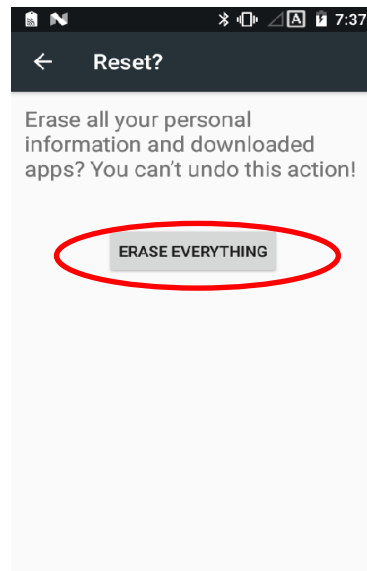 A 7:37
Reset?
Erase all your personal
information and downloaded
apps? You can't undo this action!
ERASE EVERYTHING